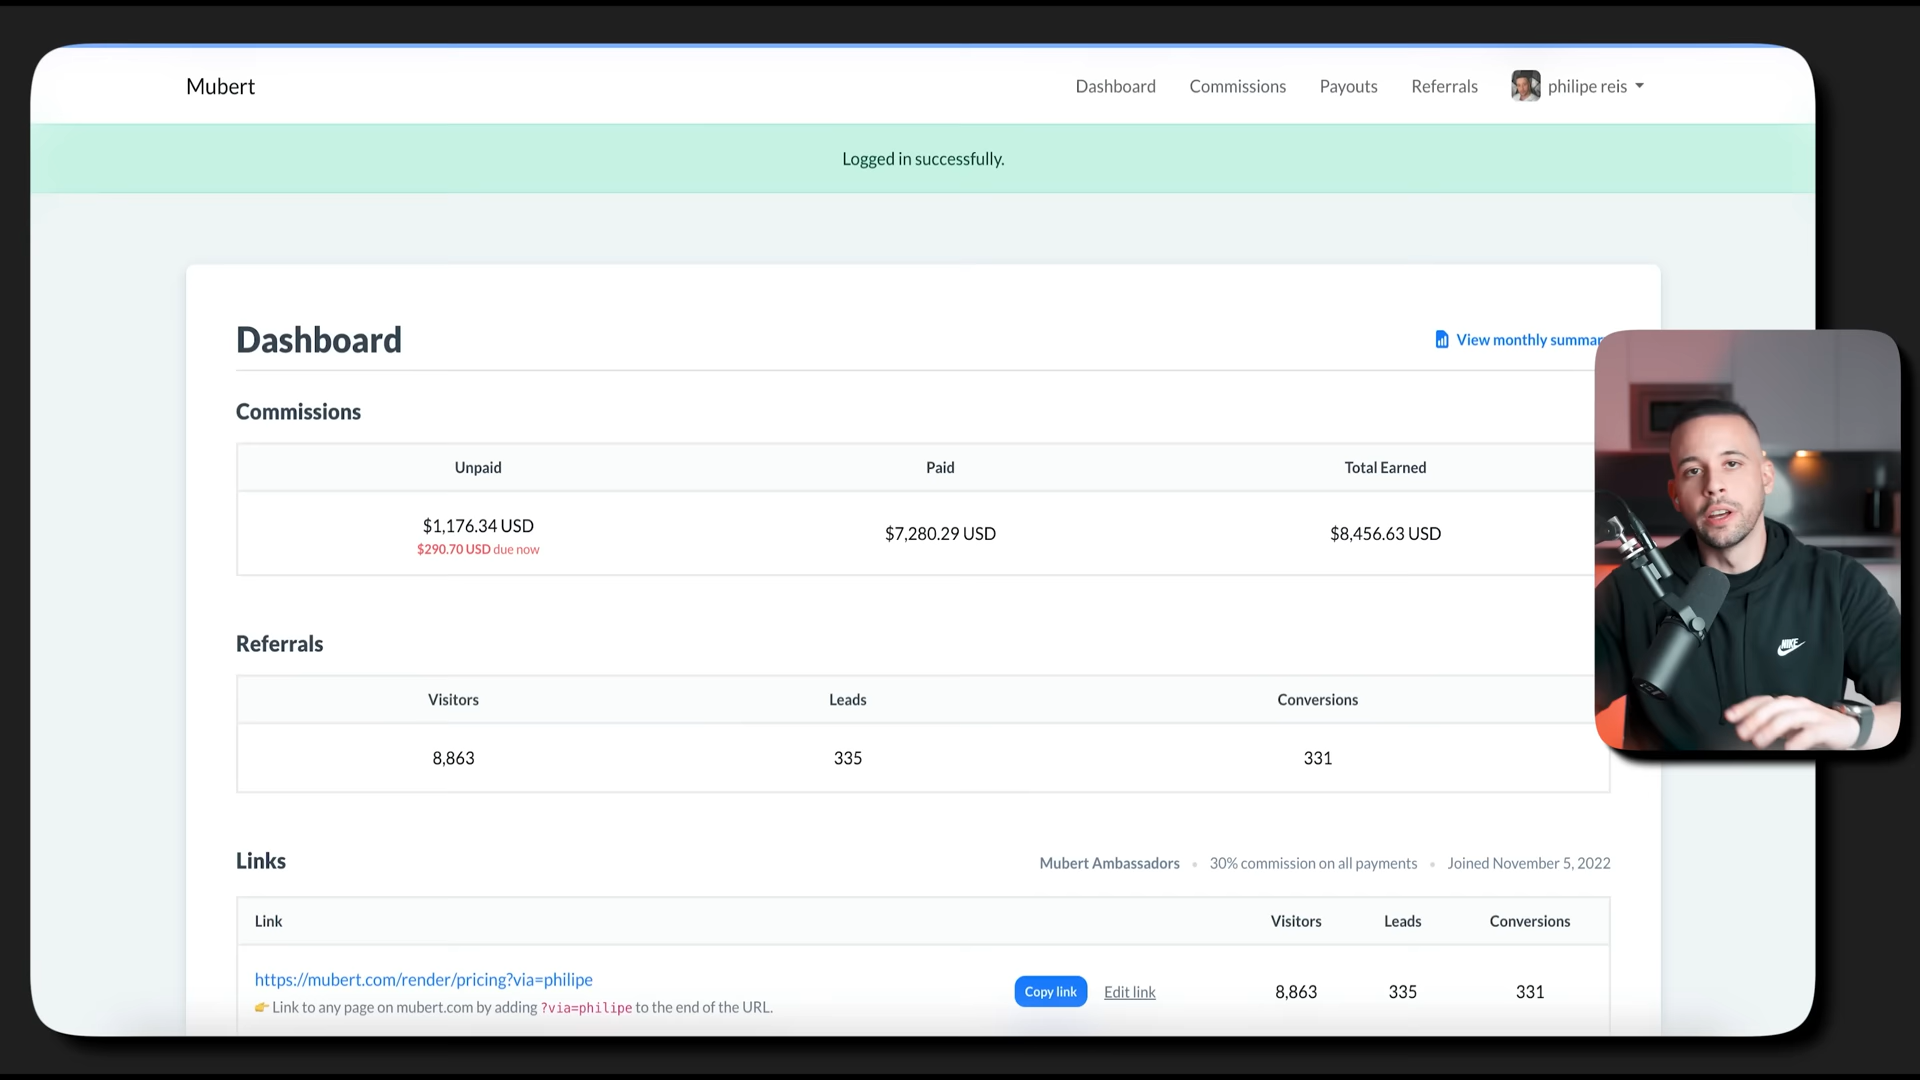 Mubert
Dashboard Commissions Payouts Referrals philipe reis
Logged in successfully.
Dashboard
View monthly summar
Commissions
Unpaid Paid Total Earned
$1,176.34 USD $7,280.29 USD $8,456.63 USD
$290.70 USD due now
Referrals
Visitors Leads Conversions
8,863 335 331
Links Mubert Ambassadors • 30% commission on all payments • Joined November 5, 2022
Link Visitors Leads Conversions
https://mubert.com/render/pricing?via=philipe Copy link Edit link 8,863 335 331
👉 Link to any page on mubert.com by adding ?via=philipe to the end of the URL.
NIKE